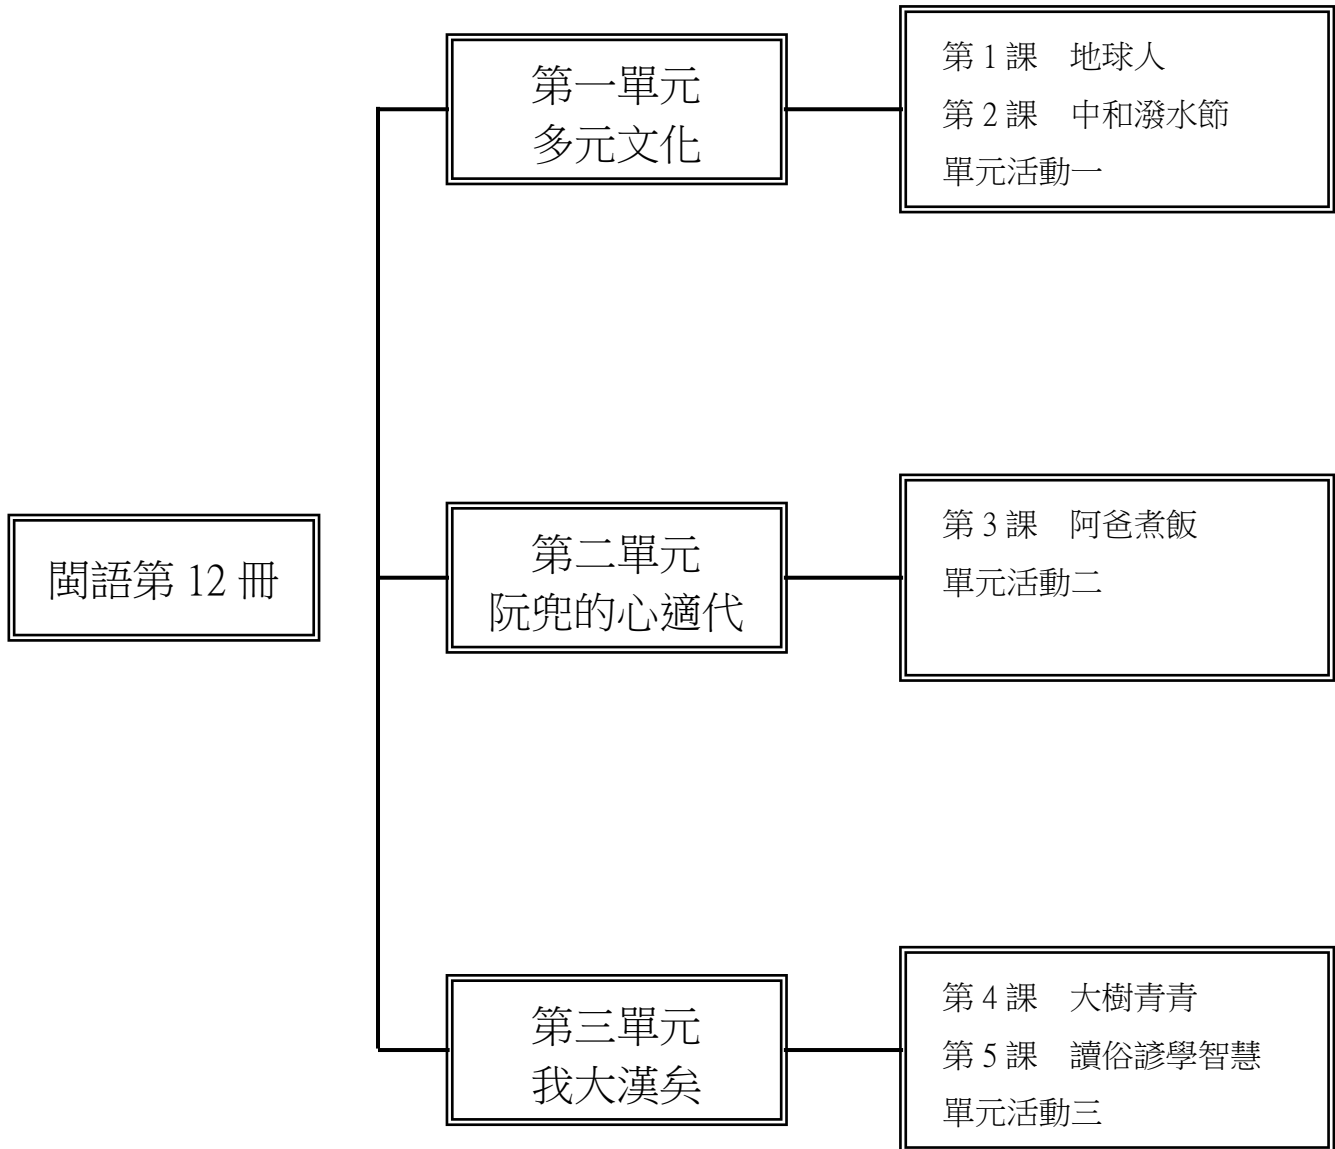 閩語第 12 冊
第一單元
多元文化
第 1 課　地球人
第 2 課　中和潑水節
單元活動一
第二單元
阮兜的心適代
第 3 課　阿爸煮飯
單元活動二
第三單元
我大漢矣
第 4 課　大樹青青
第 5 課　讀俗諺學智慧
單元活動三